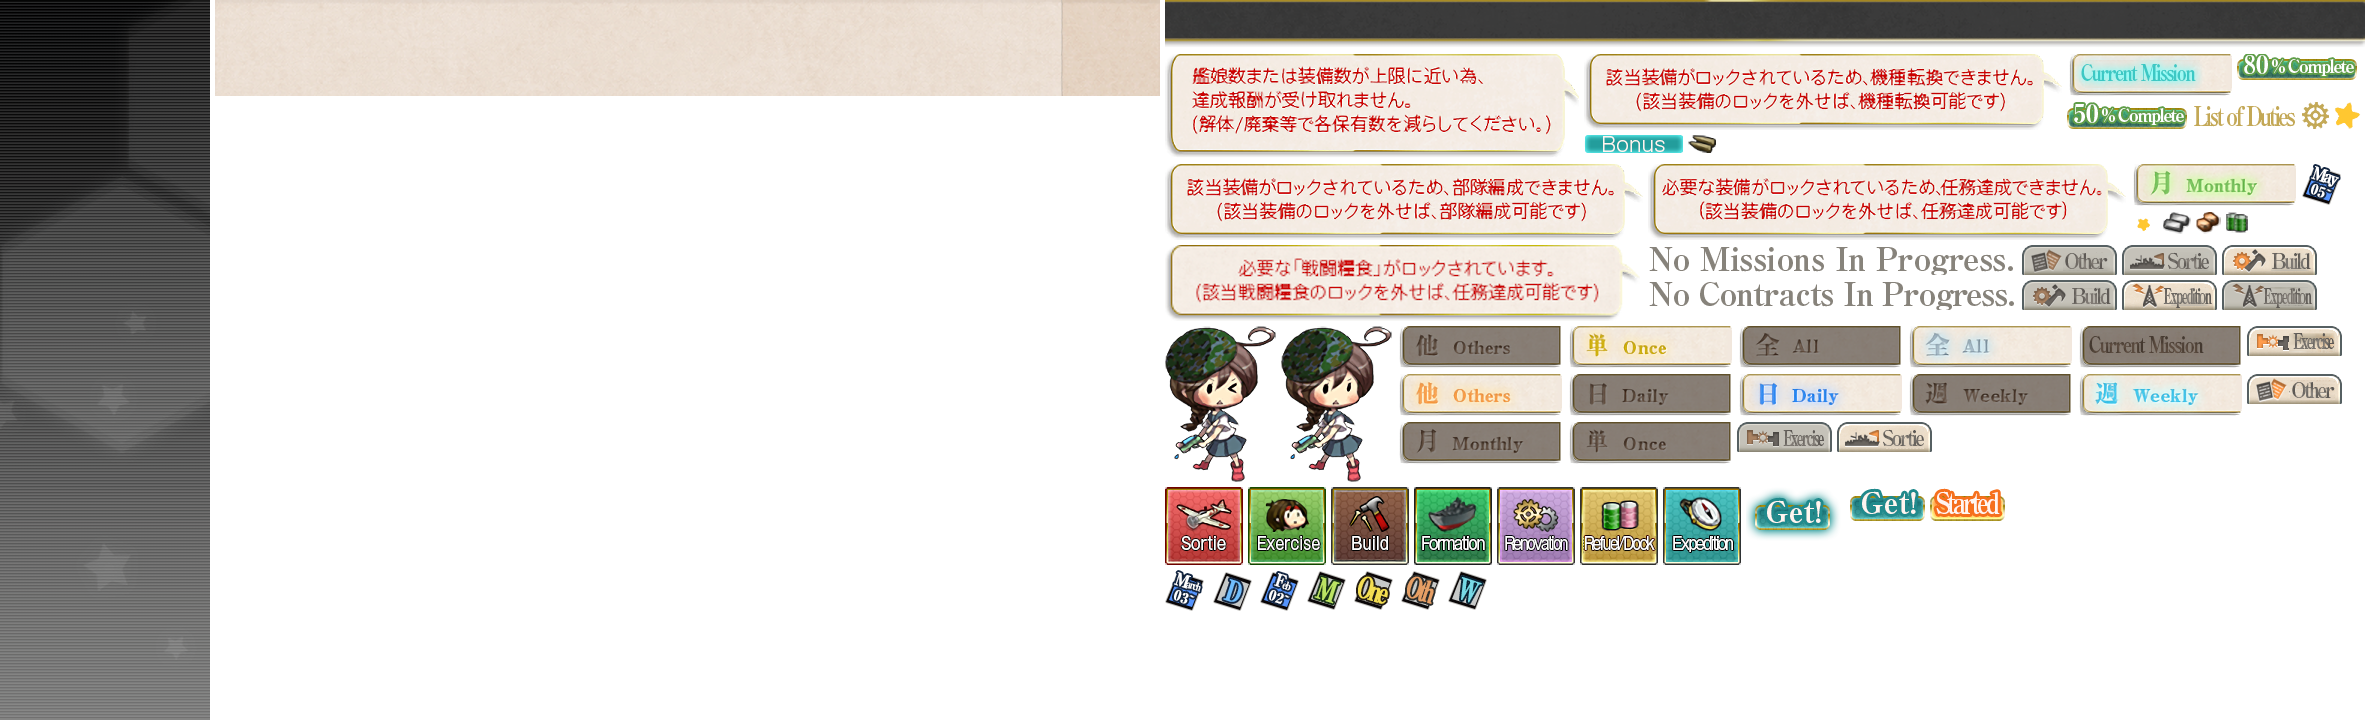 艦娘数または装備数が上限に近い為、
達成報酬が受け取れません。
(解体/廃棄等で各保有数を減らしてください。)
該当装備がロックされているため、機種転換できません。
(該当装備のロックを外せば、機種転換可能です)
Current Mission
80% Complete
50% Complete
List of Duties
Bonus
該当装備がロックされているため、部隊編成できません。
(該当装備のロックを外せば、部隊編成可能です)
必要な装備がロックされているため、任務達成できません。
(該当装備のロックを外せば、任務達成可能です)
月 Monthly
May 05~
必要な「戦闘糧食」がロックされています。
(該当戦闘糧食のロックを外せば、任務達成可能です)
No Missions In Progress.
Other
Sortie
Build
No Contracts In Progress.
Build
Expedition
Expedition
他 Others
単 Once
全 All
全 All
Current Mission
Exercise
他 Others
日 Daily
日 Daily
週 Weekly
週 Weekly
Other
月 Monthly
単 Once
Exercise
Sortie
Sortie
Exercise
Build
Formation
Renovation
Refuel/Dock
Expedition
Get!
Get!
Started
March 03~
D
Feb 02~
M
One
Oth
W